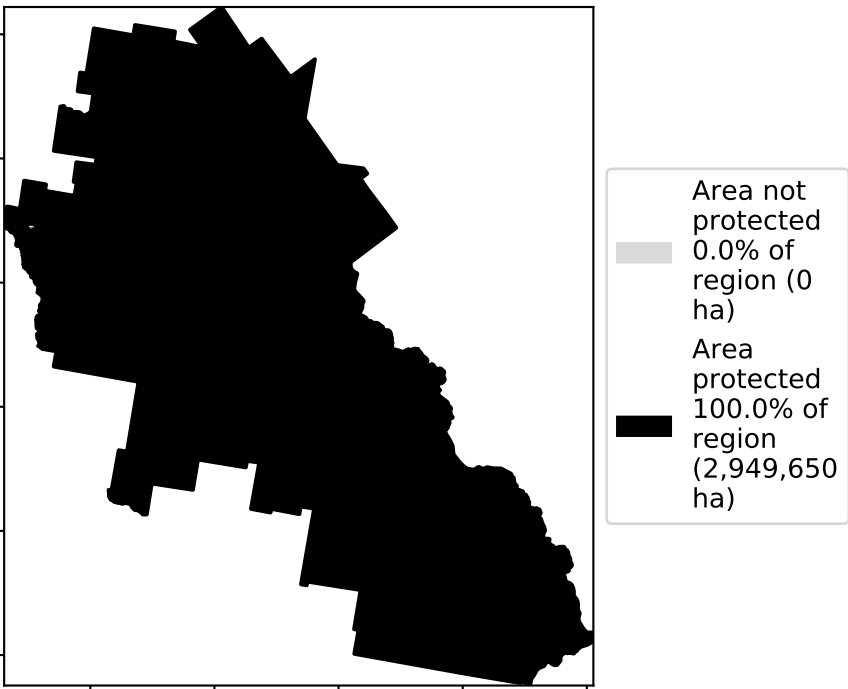 Area not
protected
0.0% of
region (0
ha)
Area
protected
100.0% of
region
(2,949,650
ha)